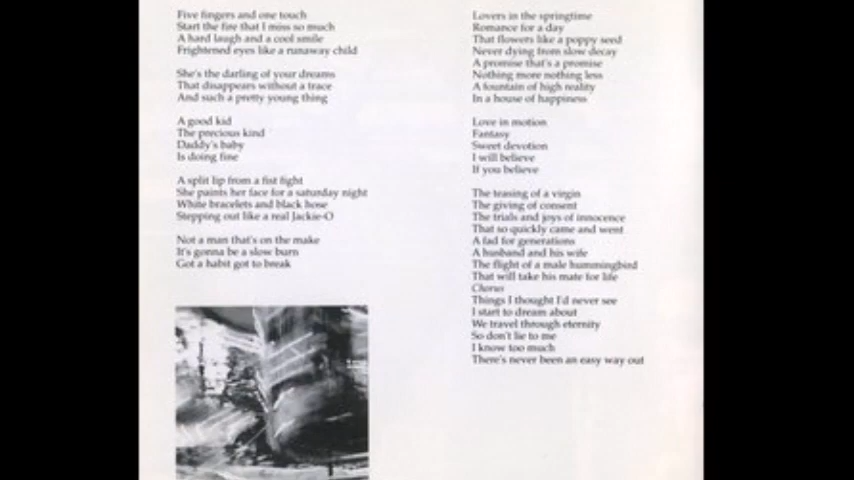 Five fingers and one touch
Start the fire that I miss so much
A hard laugh and a cool smile
Frightened eyes like a runaway child
She's the darling of your dreams
That disappears without a trace
And such a pretty young thing
A good kid
The precious kind
Daddy's baby
Is doing fine
A split lip from a fist fight
She paints her face for a saturday night
White bracelets and black hose
Stepping out like a real Jackie-O
Not a man that's on the make
It's gonna be a slow burn
Got a habit got to break
Lovers in the springtime
Romance for a day
That flowers like a poppy seed
Never dying from slow decay
A promise that's a promise
Nothing more nothing less
A fountain of high reality
In a house of happiness
Love in motion
Fantasy
Sweet devotion
I will believe
If you believe
The teasing of a virgin
The giving of consent
The trials and joys of innocence
That so quickly came and went
A fad for generations
A husband and his wife
The flight of a male hummingbird
That will take his mate for life
Chorus
Things I thought I'd never see
I start to dream about
We travel through eternity
So don't lie to me
I know too much
There's never been an easy way out